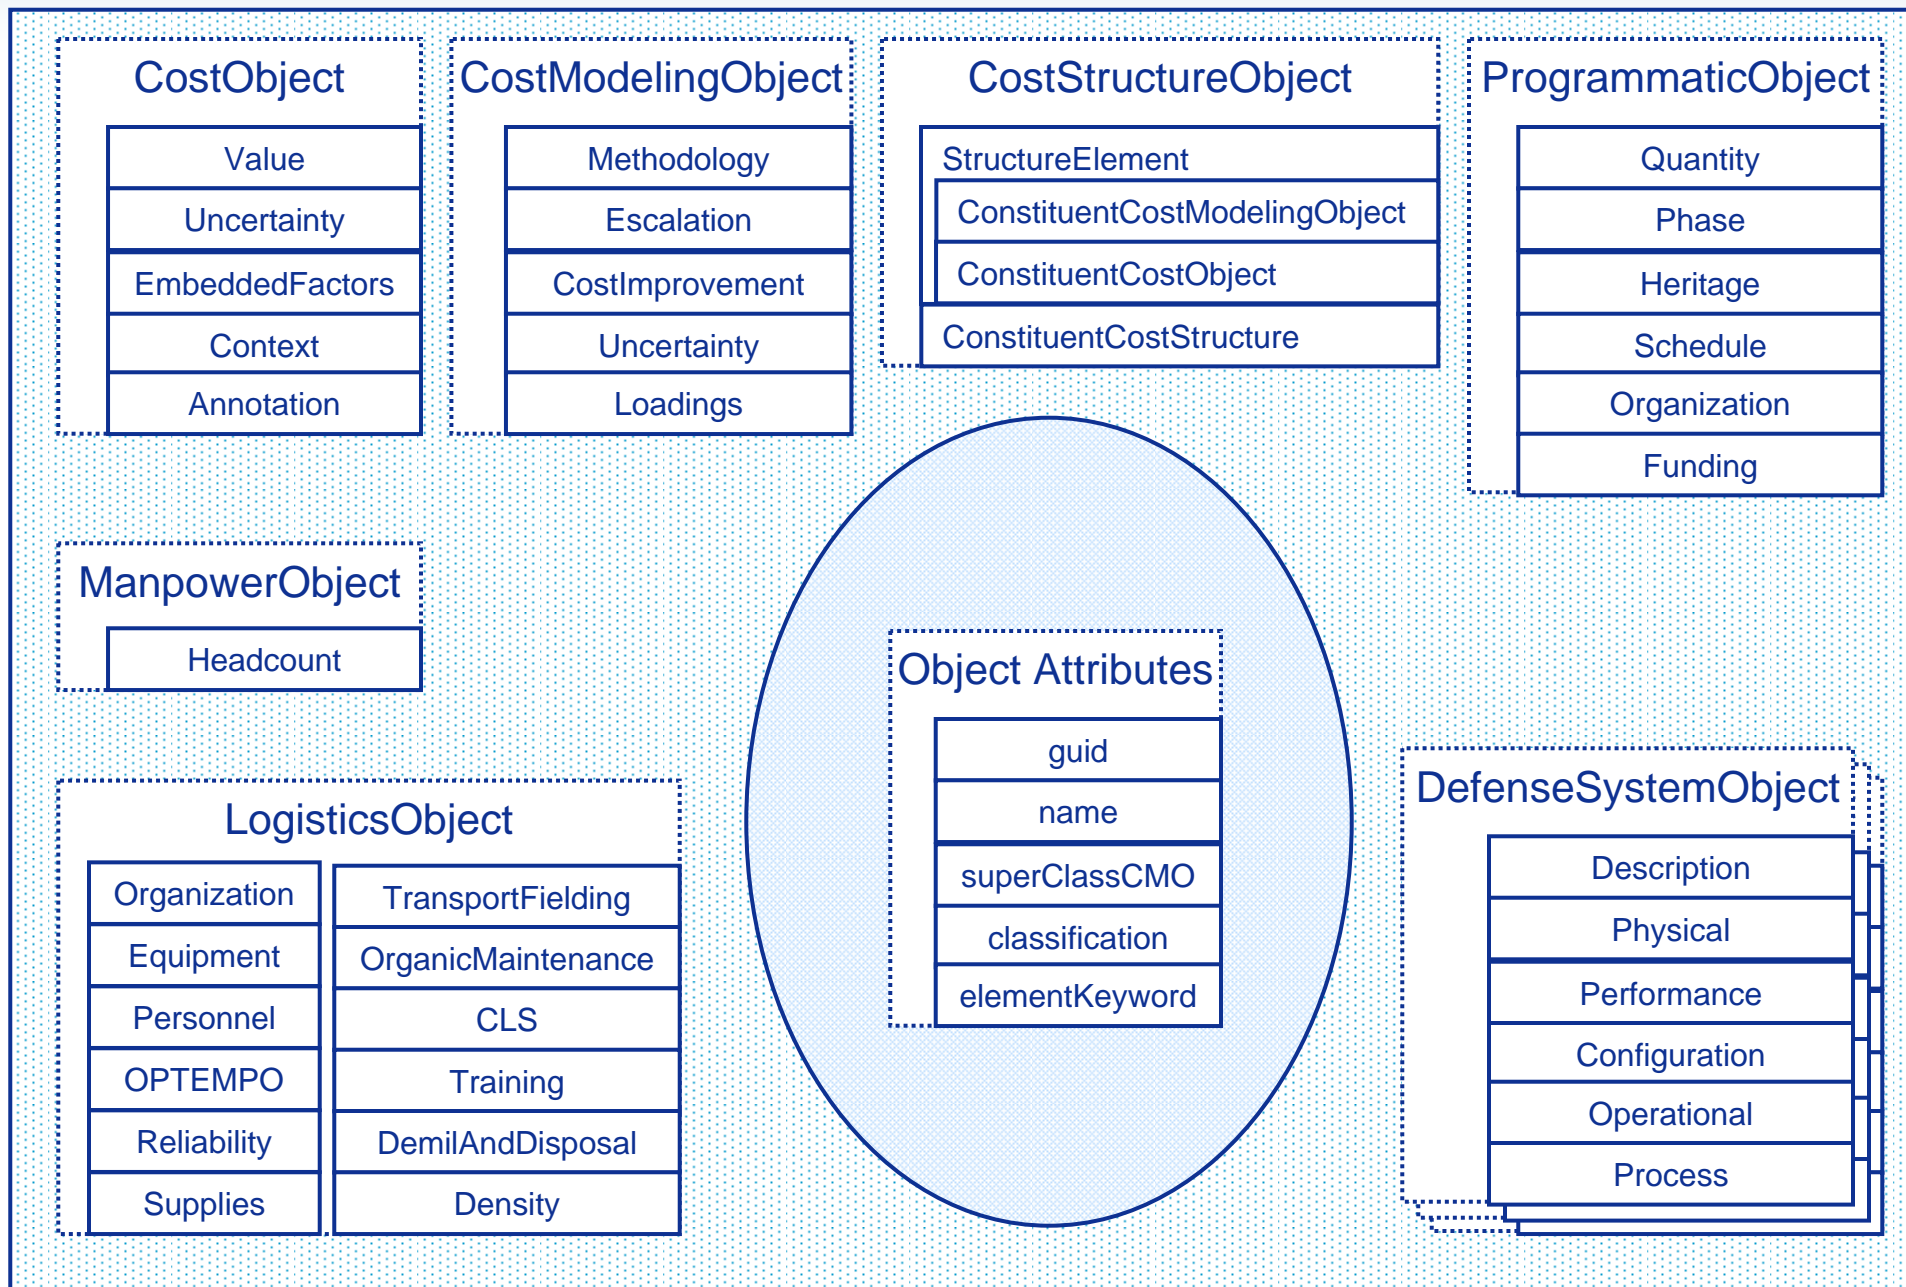 CostObject
Value
Uncertainty
EmbeddedFactors
Context
Annotation
CostModelingObject
Methodology
Escalation
CostImprovement
Uncertainty
Loadings
CostStructureObject
StructureElement
ConstituentCostModelingObject
ConstituentCostObject
ConstituentCostStructure
ProgrammaticObject
Quantity
Phase
Heritage
Schedule
Organization
Funding
ManpowerObject
Headcount
Object Attributes
guid
name
superClassCMO
classification
elementKeyword
LogisticsObject
Organization
Equipment
Personnel
OPTEMPO
Reliability
Supplies
TransportFielding
OrganicMaintenance
CLS
Training
DemilAndDisposal
Density
DefenseSystemObject
Description
Physical
Performance
Configuration
Operational
Process